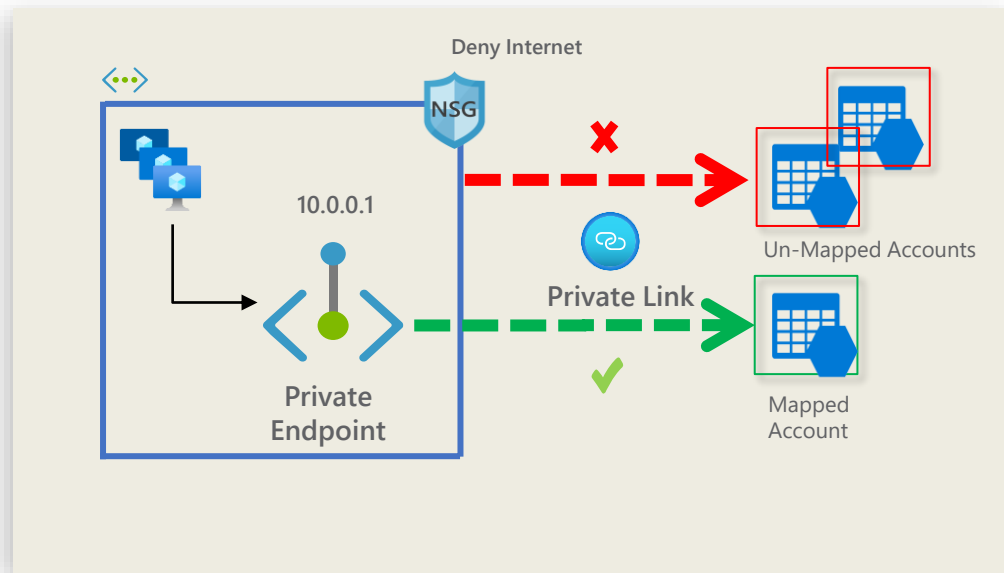 Deny Internet
NSG
10.0.0.1
Un-Mapped Accounts
Private Link
Private
Endpoint
Mapped
Account